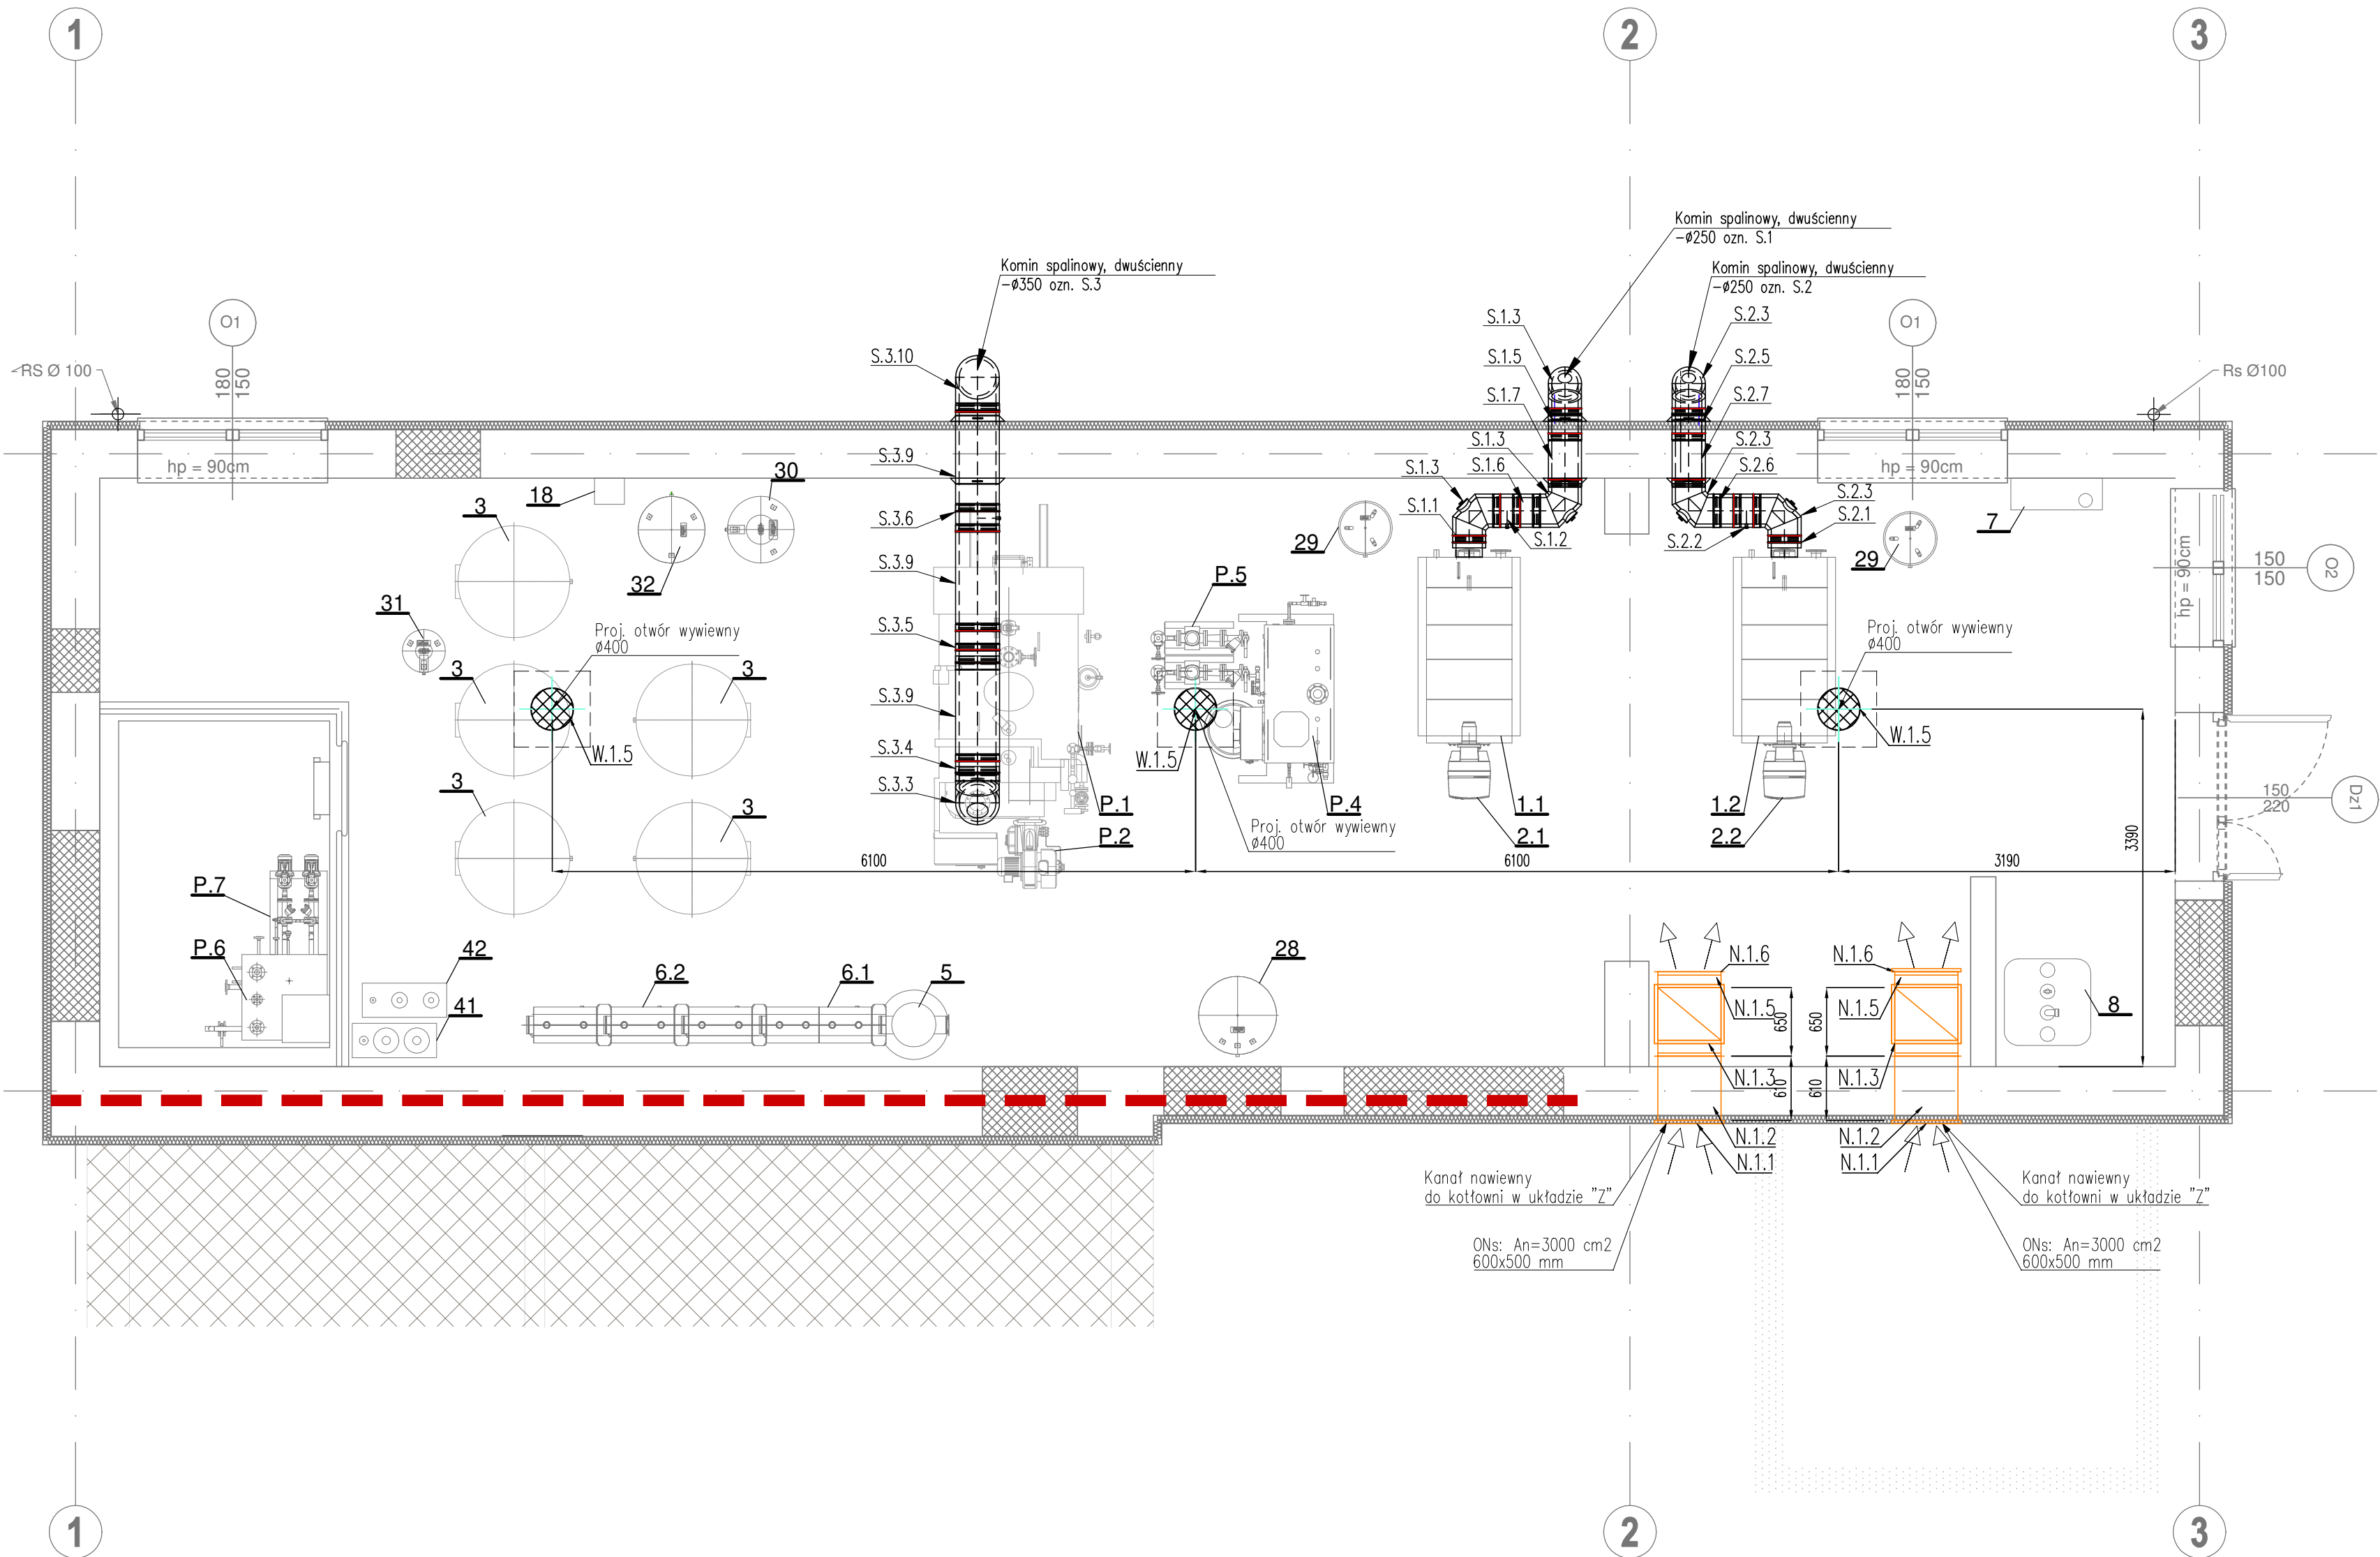 1
2
3
Komin spalinowy, dwuścienny
-ø250 ozn. S.1
Komin spalinowy, dwuścienny
-ø350 ozn. S.3
Komin spalinowy, dwuścienny
-ø250 ozn. S.2
O1
180
150
O1
180
150
RS Ø 100
Rs Ø100
S.3.10
S.1.3
S.2.3
S.1.5
S.2.5
S.1.7
S.2.7
hp = 90cm
hp = 90cm
S.3.9
S.1.3
S.2.3
S.1.3
S.1.6
S.2.6
30
18
3
S.1.1
S.2.3
S.3.6
S.2.1
7
29
S.1.2
S.2.2
29
hp = 90cm
150
150
O2
32
S.3.9
P.5
31
Proj. otwór wywiewny
ø400
S.3.5
Proj. otwór wywiewny
ø400
3
3
S.3.9
W.1.5
W.1.5
W.1.5
S.3.4
S.3.3
3
3
P.1
P.4
1.1
1.2
150
220
Dz1
P.2
Proj. otwór wywiewny
ø400
2.1
2.2
6100
6100
3190
3390
P.7
P.6
42
41
6.2
6.1
5
28
N.1.6
N.1.6
N.1.5
N.1.5
650
650
8
N.1.3
N.1.3
610
610
N.1.2
N.1.2
N.1.1
N.1.1
Kanał nawiewny
do kotłowni w układzie "Z"
Kanał nawiewny
do kotłowni w układzie "Z"
ONs: An=3000 cm2
600x500 mm
ONs: An=3000 cm2
600x500 mm
1
2
3